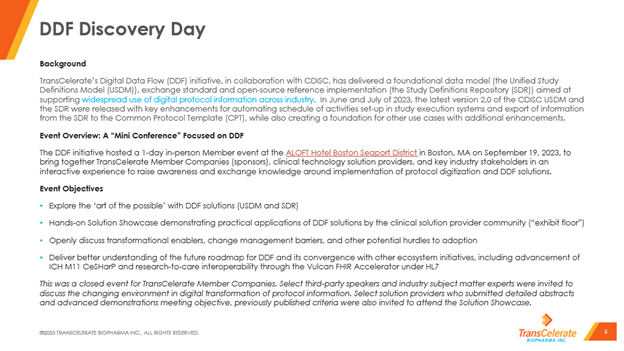 DDF Discovery Day
Background
TransCelerate's Digital Data Flow (DDF) initiative, in collaboration with CDISC, has delivered a foundational data model (the Unified Study
Definitions Model (USDM)), exchange standard and open-source reference implementation (the Study Definitions Repository (SDR)) aimed at
supporting widespread use of digital protocol information across industry. In June and July of 2023, the latest version 2.0 of the CDISC USDM and
the SDR were released with key enhancements for automating schedule of activities set-up in study execution systems and export of information
from the SDR to the Common Protocol Template (CPT), while also creating a foundation for other use cases with additional enhancements.
Event Overview: A "Mini Conference" Focused on DDF
The DDF initiative hosted a 1-day in-person Member event at the ALOFT Hotel Boston Seaport District in Boston, MA on September 19, 2023, to
bring together TransCelerate Member Companies (sponsors), clinical technology solution providers, and key industry stakeholders in an
interactive experience to raise awareness and exchange knowledge around implementation of protocol digitization and DDF solutions.
Event Objectives
• Explore the 'art of the possible' with DDF solutions (USDM and SDR)
• Hands-on Solution Showcase demonstrating practical applications of DDF solutions by the clinical solution provider community ("exhibit floor")
• Openly discuss transformational enablers, change management barriers, and other potential hurdles to adoption
• Deliver better understanding of the future roadmap for DDF and its convergence with other ecosystem initiatives, including advancement of
ICH M11 CeSHarP and research-to-care interoperability through the Vulcan FHIR Accelerator under HL7
This was a closed event for TransCelerate Member Companies. Select third-party speakers and industry subject matter experts were invited to
discuss the changing environment in digital transformation of protocol information. Select solution providers who submitted detailed abstracts
and advanced demonstrations meeting objective, previously published criteria were also invited to attend the Solution Showcase.
©2023 TRANSCELERATE BIOPHARMA INC., ALL RIGHTS RESERVED.
TransCelerate
BIOPHARMA INC.
2